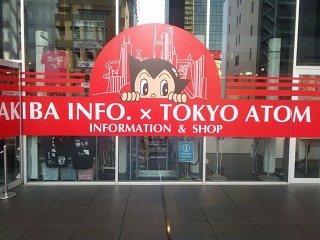 AKIBA INFO. × TOKYO ATOM
INFORMATION & SHOP